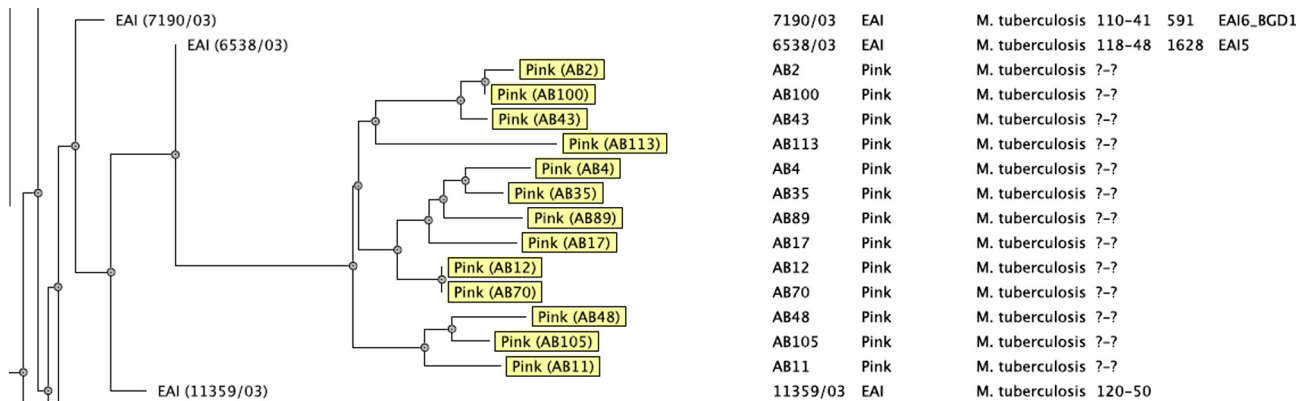 EAI (7190/03) 7190/03 EAI M. tuberculosis 110-41 591 EAI6_BGD1
EAI (6538/03) 6538/03 EAI M. tuberculosis 118-48 1628 EAI5
Pink (AB2) AB2 Pink M. tuberculosis ?-?
Pink (AB100) AB100 Pink M. tuberculosis ?-?
Pink (AB43) AB43 Pink M. tuberculosis ?-?
Pink (AB113) AB113 Pink M. tuberculosis ?-?
Pink (AB4) AB4 Pink M. tuberculosis ?-?
Pink (AB35) AB35 Pink M. tuberculosis ?-?
Pink (AB89) AB89 Pink M. tuberculosis ?-?
Pink (AB17) AB17 Pink M. tuberculosis ?-?
Pink (AB12) AB12 Pink M. tuberculosis ?-?
Pink (AB70) AB70 Pink M. tuberculosis ?-?
Pink (AB48) AB48 Pink M. tuberculosis ?-?
Pink (AB105) AB105 Pink M. tuberculosis ?-?
Pink (AB11) AB11 Pink M. tuberculosis ?-?
EAI (11359/03) 11359/03 EAI M. tuberculosis 120-50